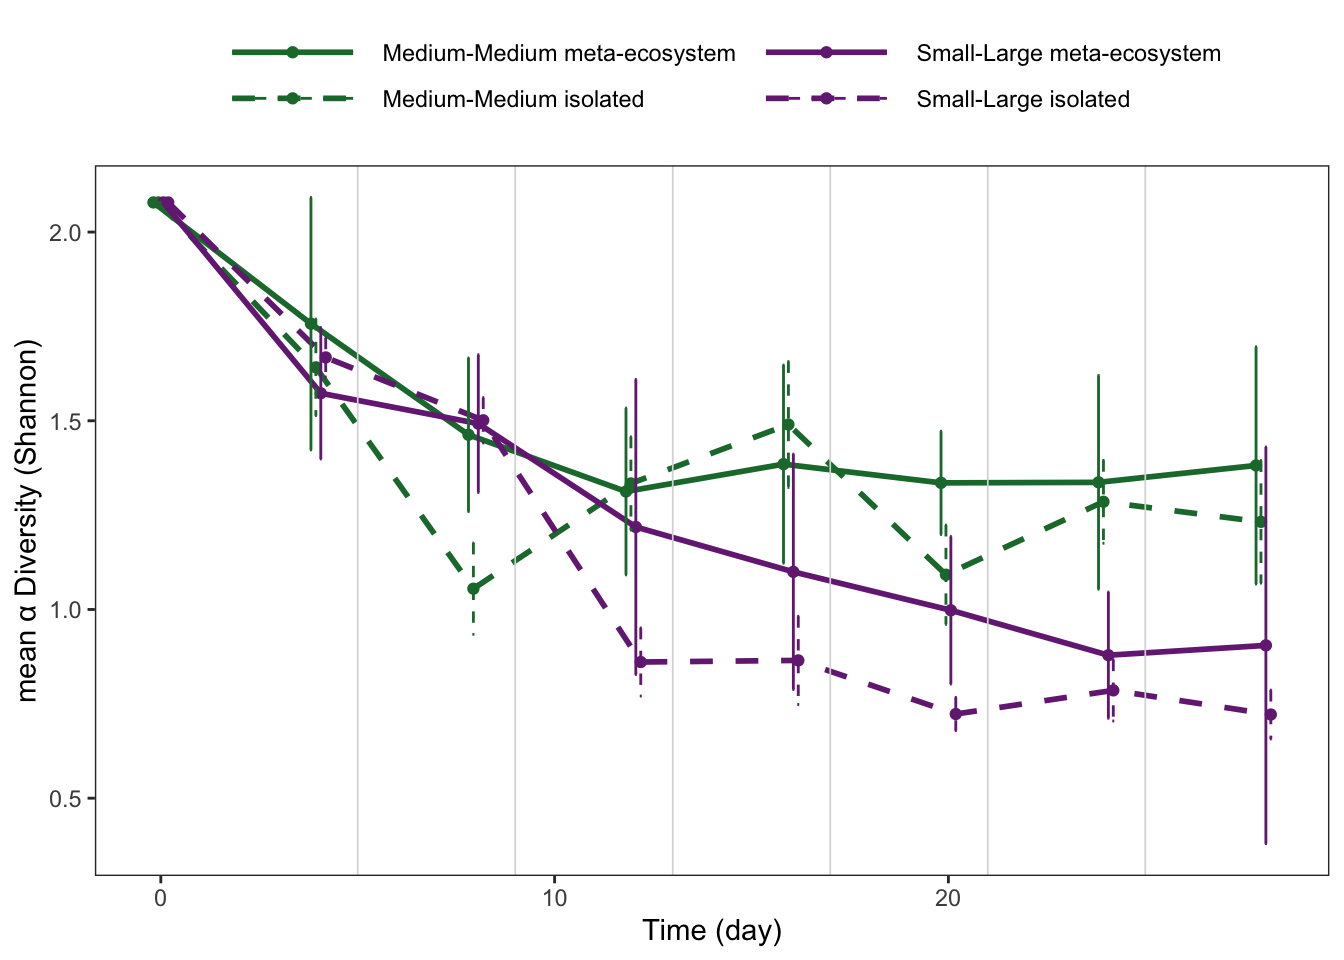 Medium-Medium meta-ecosystem
Small-Large meta-ecosystem
Medium-Medium isolated
Small-Large isolated
mean α Diversity (Shannon)
2.0
1.5
1.0
0.5
0
10
20
Time (day)